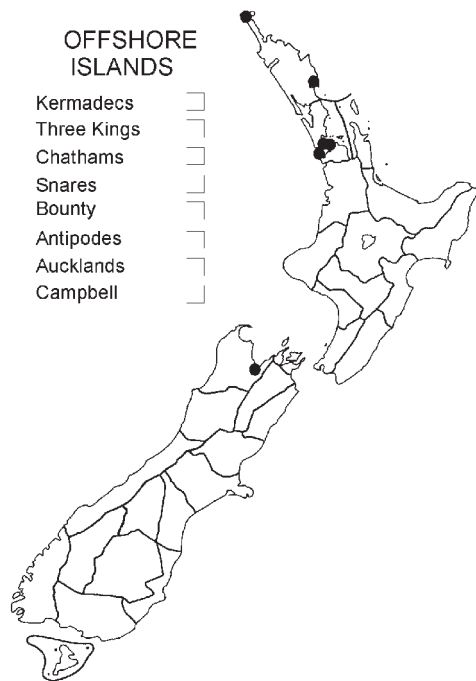 OFFSHORE
ISLANDS
Kermadecs
Three Kings
Chathams
Snares
Bounty
Antipodes
Aucklands
Campbell